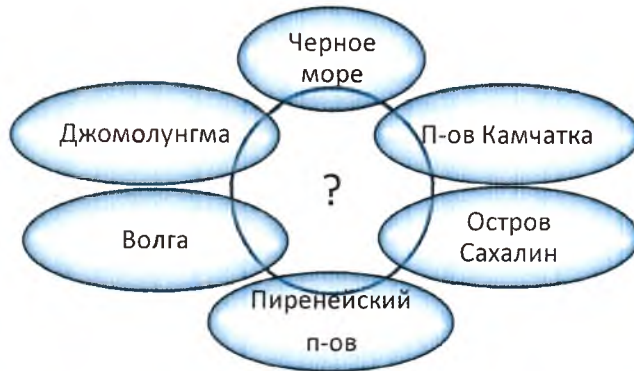 Черное
море
Джомолунгма
П-ов Камчатка
?
Волга
Остров
Сахалин
Пиренейский
п-ов